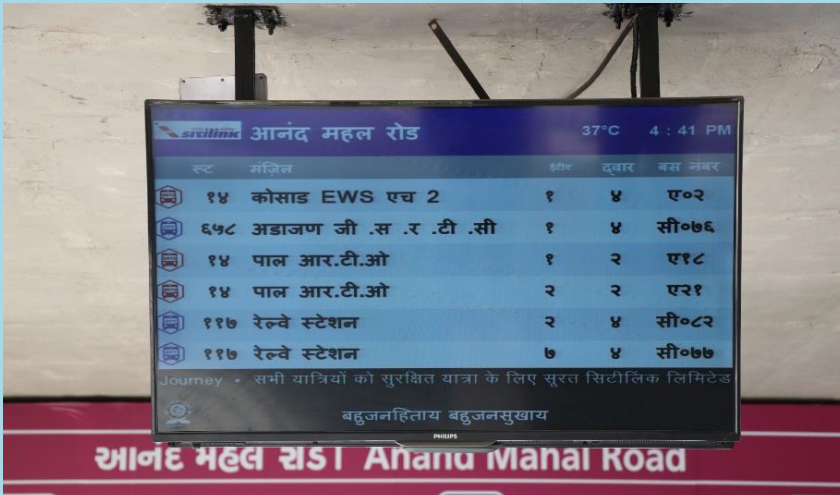 sitilink आनंद महल रोड 37°C 4 : 41 PM
रुट मंज़िल ईटीए द्वार बस नंबर
१४ कोसाड EWS एच 2 १ ४ ए०२
६५८ अडाजण जी .स .र .टी .सी १ ४ सी०७६
१४ पाल आर.टी.ओ १ २ ए१८
१४ पाल आर.टी.ओ २ २ ए२१
११७ रेल्वे स्टेशन २ ४ सी०८२
११७ रेल्वे स्टेशन ७ ४ सी०७७
Journey • सभी यात्रियों को सुरक्षित यात्रा के लिए सूरत सिटीलिंक लिमिटेड
बहुजनहिताय बहुजनसुखाय
PHILIPS
આનંદ મહલ રોડ | Anand Mahal Road